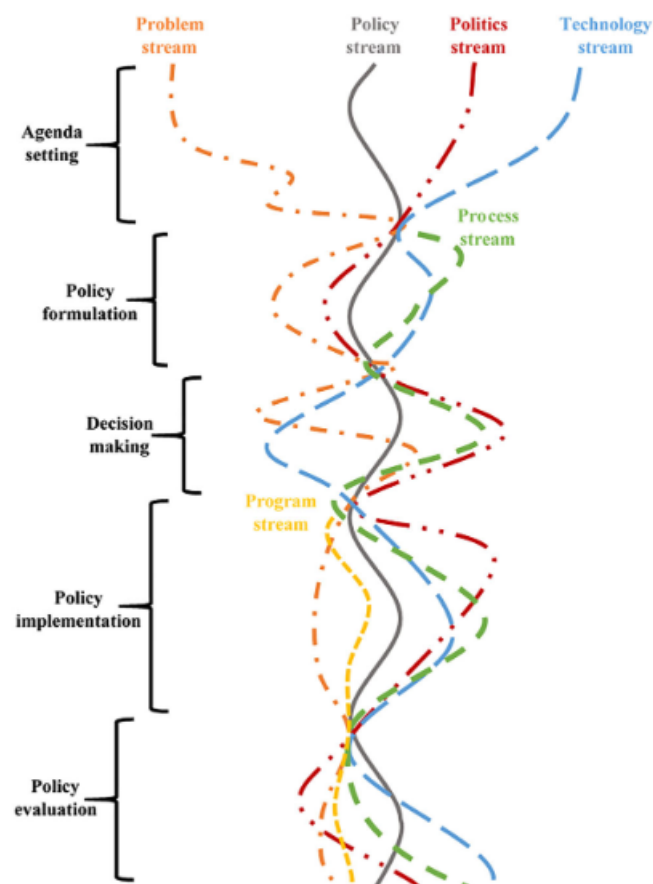 Problem
stream
Policy
stream
Politics
stream
Technology
stream
Agenda
setting
Process
stream
Policy
formulation
Decision
making
Program
stream
Policy
implementation
Policy
evaluation